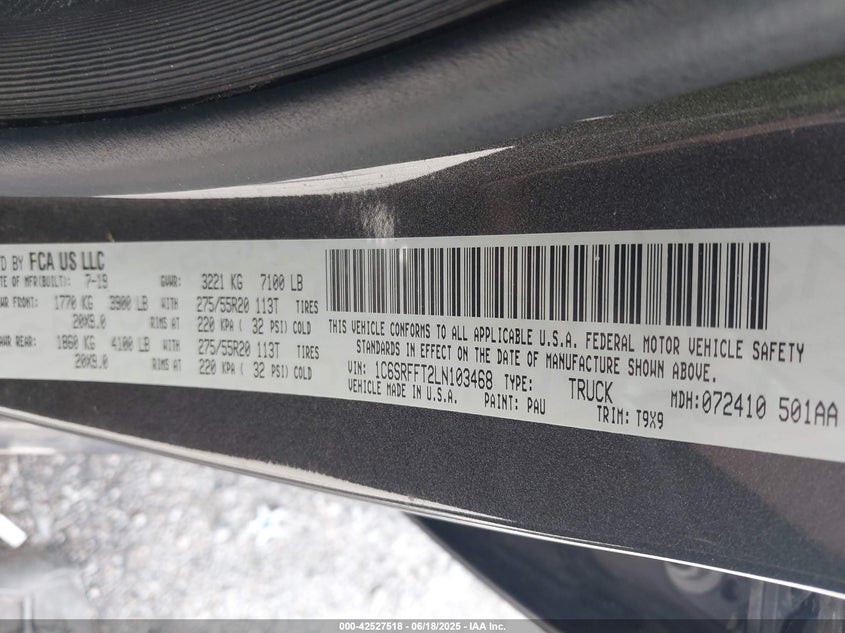 D BY FCA US LLC
TE OF MFR(BUILT): 7-19 GVWR: 3221 KG 7100 LB
WR FRONT: 1770 KG 3900 LB WITH 275/55R20 113T TIRES
20X9.0 RIMS AT 220 KPA ( 32 PSI) COLD
AWR REAR: 1860 KG 4100 LB WITH 275/55R20 113T TIRES
20X9.0 RIMS AT 220 KPA ( 32 PSI) COLD
THIS VEHICLE CONFORMS TO ALL APPLICABLE U.S.A. FEDERAL MOTOR VEHICLE SAFETY
STANDARDS IN EFFECT ON THE DATE OF MANUFACTURE SHOWN ABOVE.
VIN: 1C6SRFFT2LN103468 TYPE: TRUCK MDH:072410 501AA
VEHICLE MADE IN U.S.A. PAINT: PAU TRIM: T9X9
000-42527518 - 06/18/2025 - IAA Inc.